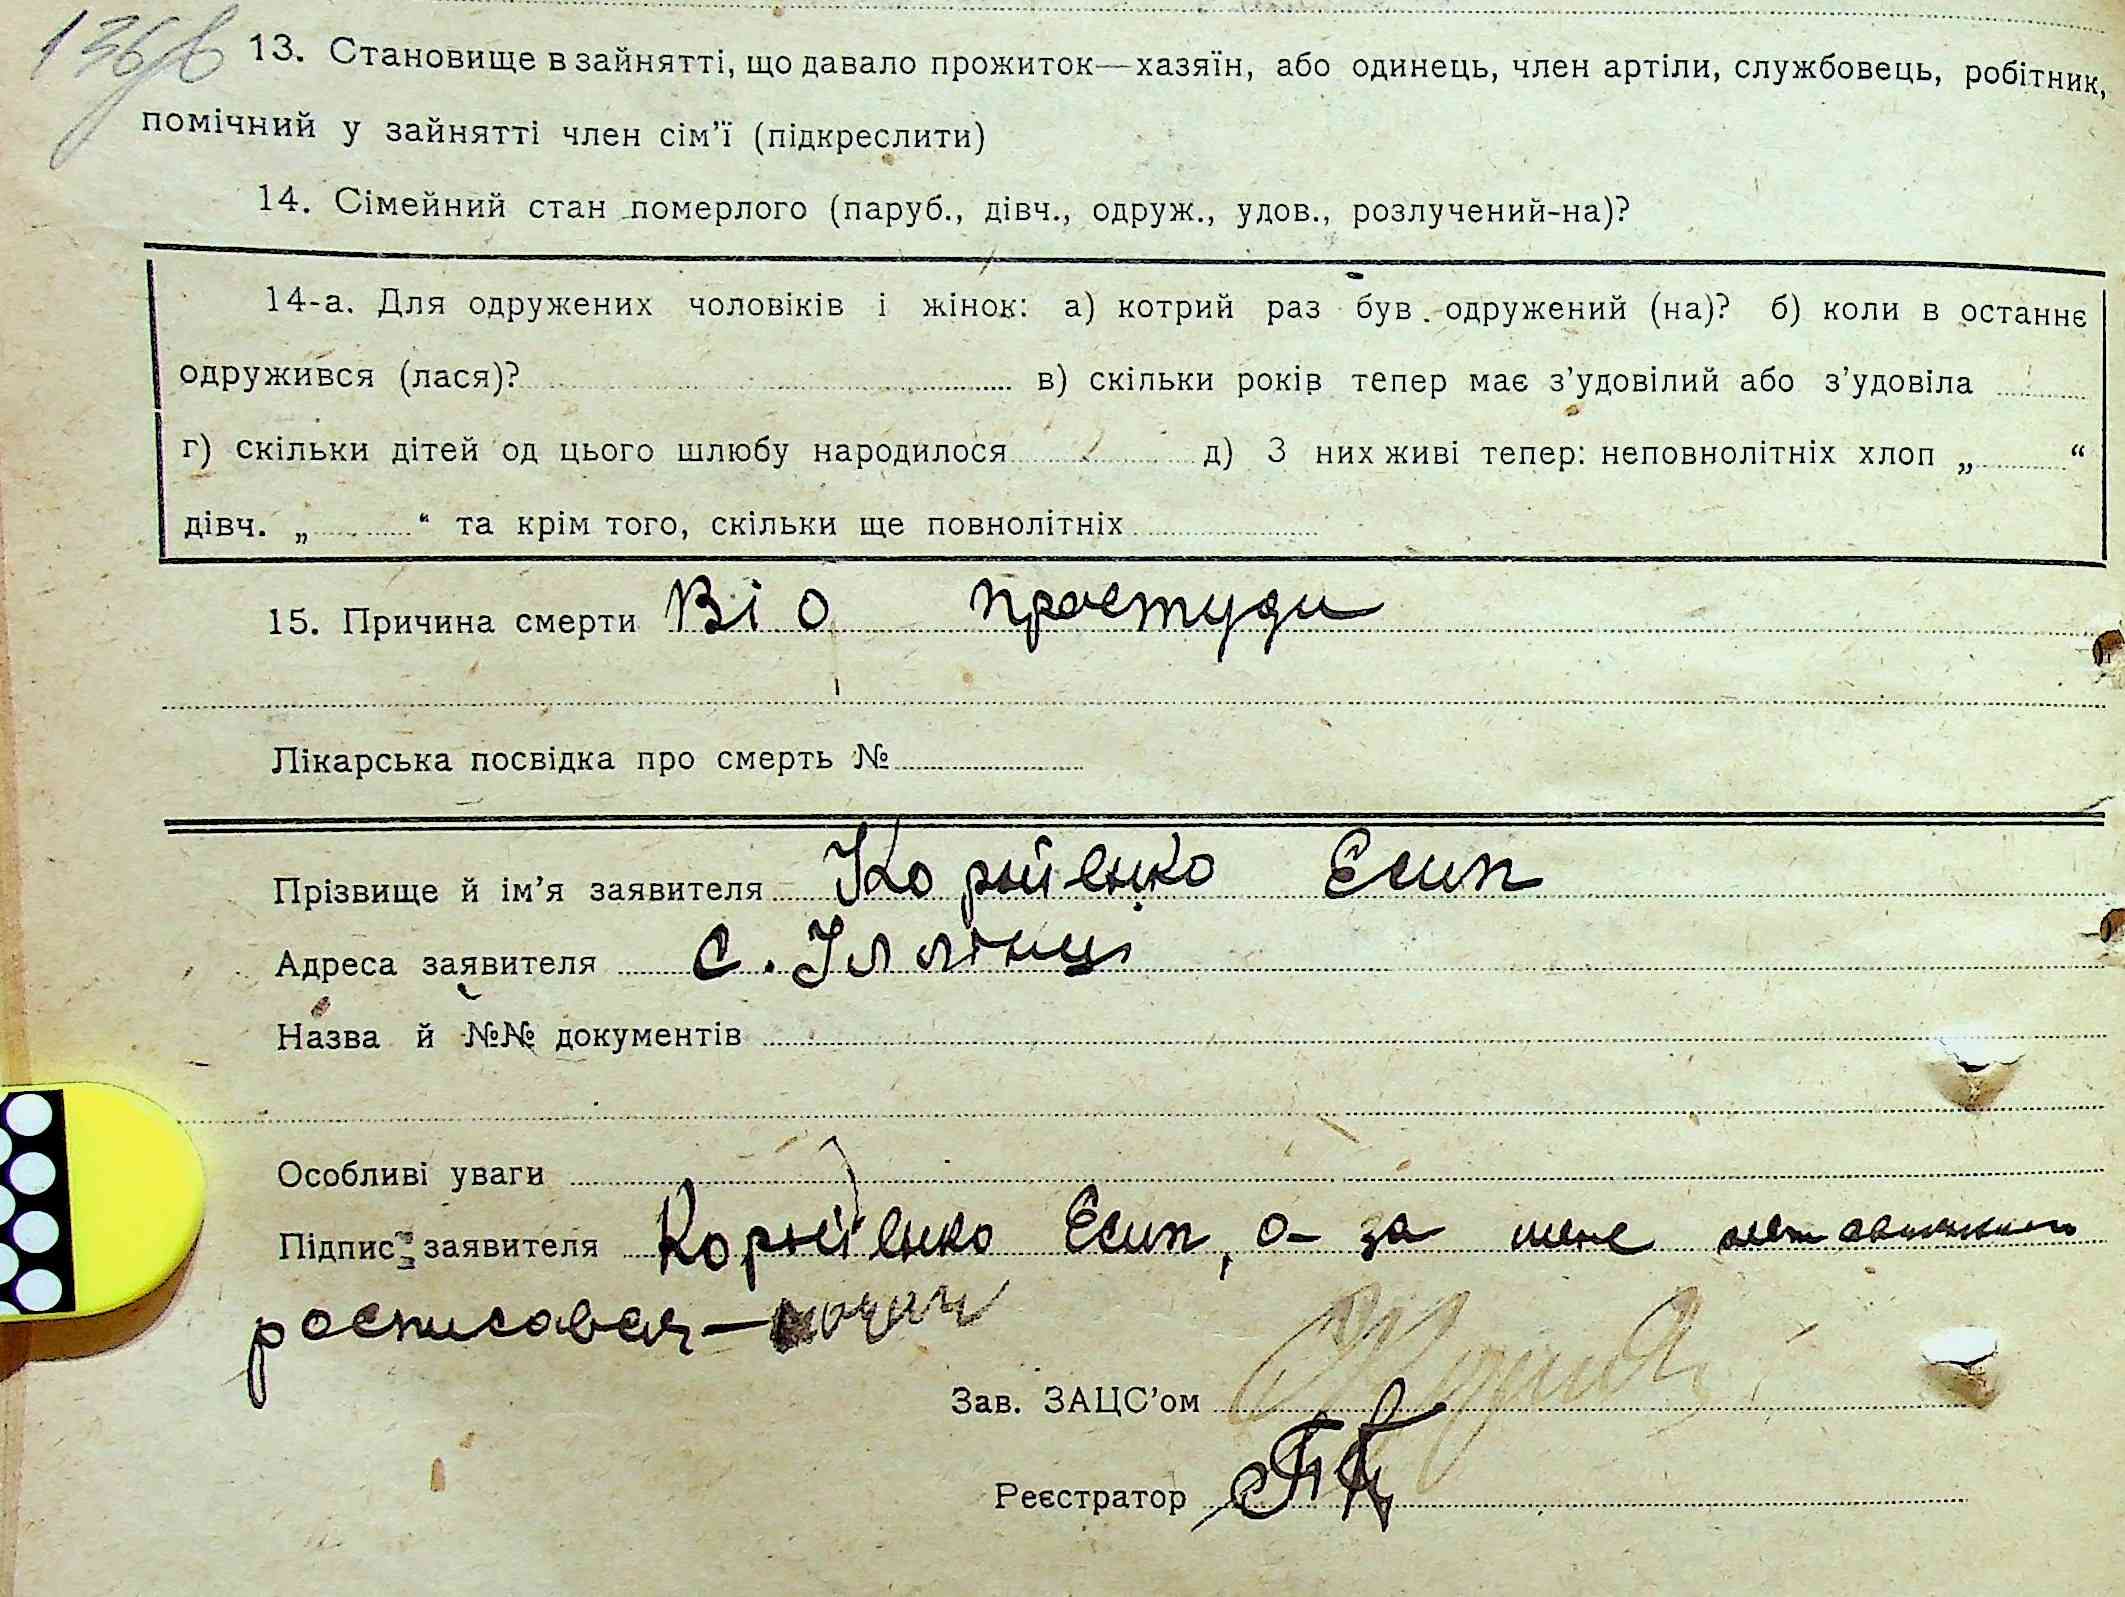 136в
13. Становище в зайнятті, що давало прожиток—хазяїн, або одинець, член артіли, службовець, робітник,
помічний у зайнятті член сім'ї (підкреслити)
14. Сімейний стан померлого (паруб., дівч., одруж., удов., розлучений-на)?
14-а. Для одружених чоловіків і жінок: а) котрий раз був одружений (на)? б) коли в останнє
одружився (лася)? в) скільки років тепер має з'удовілий або з'удовіла
г) скільки дітей од цього шлюбу народилося д) З них живі тепер: неповнолітніх хлоп „ “
дівч. „ “ та крім того, скільки ще повнолітніх
15. Причина смерти Від простуди
Лікарська посвідка про смерть №
Прізвище й ім'я заявителя Корнієнко Есип
Адреса заявителя с. Іллінці
Назва й №№ документів
Особливі уваги
Підпис заявителя Корнієнко Есип, а за мене
росписовач
Зав. ЗАЦС'ом
Реєстратор